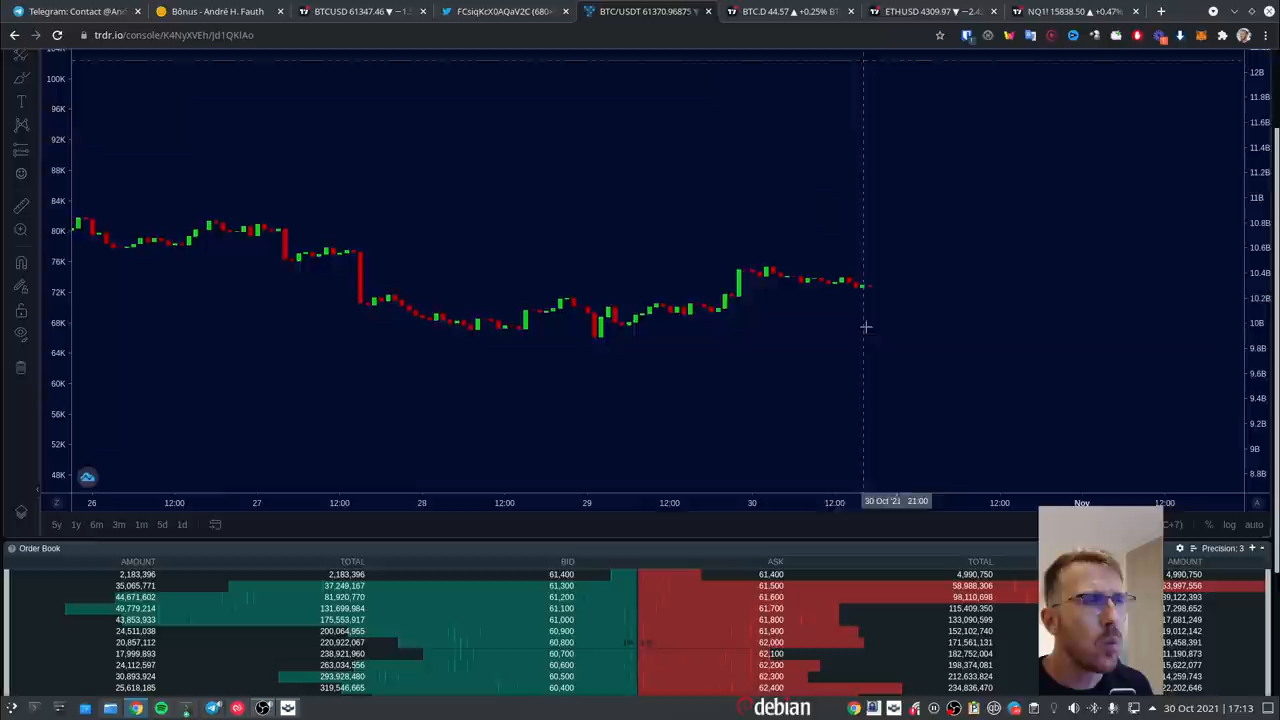 Telegram: Contact @And
Bônus - André H. Fauth
BTCUSD 61347.46 ▼ −1.
FCsiqKcX0AQaV2C (680×
BTC/USDT 61370.96875
BTC.D 44.57 ▲ +0.25% B
ETHUSD 4309.97 ▼ −2.
NQ1! 15838.50 ▲ +0.47%
trdr.io/console/K4NyXVEh/Jd1QKlAo
104K
100K
96K
92K
88K
84K
80K
76K
72K
68K
64K
60K
56K
52K
48K
12B
11.8B
11.6B
11.4B
11.2B
11B
10.8B
10.6B
10.4B
10.2B
10B
9.8B
9.6B
9.4B
9.2B
9B
8.8B
26 12:00 27 12:00 28 12:00 29 12:00 30 12:00 30 Oct '21 21:00 12:00 Nov 12:00
5y 1y 6m 3m 1m 5d 1d
C+7) % log auto
Order Book
Precision: 3
AMOUNT TOTAL BID ASK TOTAL AMOUNT
2,183,396 2,183,396 61,400 61,400 4,990,750 4,990,750
35,065,771 37,249,167 61,300 61,500 58,988,306 53,997,556
44,671,602 81,920,770 61,200 61,600 98,110,698 39,122,393
49,779,214 131,699,984 61,100 61,700 115,409,350 17,298,652
43,853,933 175,553,917 61,000 61,800 133,090,599 17,681,249
24,511,038 200,064,955 60,900 61,900 152,102,740 19,012,142
20,857,112 220,922,067 60,800 62,000 171,561,131 19,458,391
17,999,893 238,921,960 60,700 62,100 182,752,004 11,190,873
24,112,597 263,034,556 60,600 62,200 198,374,081 15,622,077
30,893,924 293,928,480 60,500 62,300 212,633,824 14,259,743
25,618,185 319,546,665 60,400 62,400 234,836,470 22,202,646
debian
30 Oct 2021
17:13